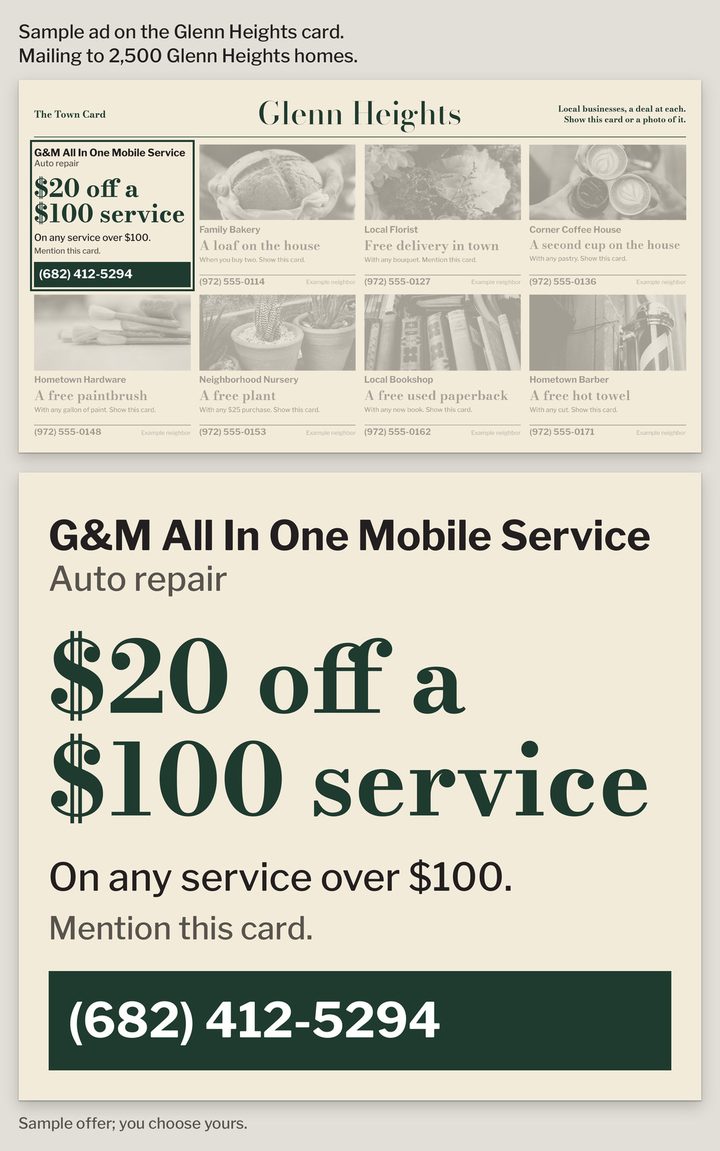 Sample ad on the Glenn Heights card.
Mailing to 2,500 Glenn Heights homes.
The Town Card
Glenn Heights
Local businesses, a deal at each.
Show this card or a photo of it.
G&M All In One Mobile Service
Auto repair
$20 off a
$100 service
On any service over $100.
Mention this card.
(682) 412-5294
Family Bakery
A loaf on the house
When you buy two. Show this card.
(972) 555-0114
Example neighbor
Local Florist
Free delivery in town
With any bouquet. Mention this card.
(972) 555-0127
Example neighbor
Corner Coffee House
A second cup on the house
With any pastry. Show this card.
(972) 555-0136
Example neighbor
Hometown Hardware
A free paintbrush
With any gallon of paint. Show this card.
(972) 555-0148
Example neighbor
Neighborhood Nursery
A free plant
With any $25 purchase. Show this card.
(972) 555-0153
Example neighbor
Local Bookshop
A free used paperback
With any new book. Show this card.
(972) 555-0162
Example neighbor
Hometown Barber
A free hot towel
With any cut. Show this card.
(972) 555-0171
Example neighbor
G&M All In One Mobile Service
Auto repair
$20 off a
$100 service
On any service over $100.
Mention this card.
(682) 412-5294
Sample offer; you choose yours.